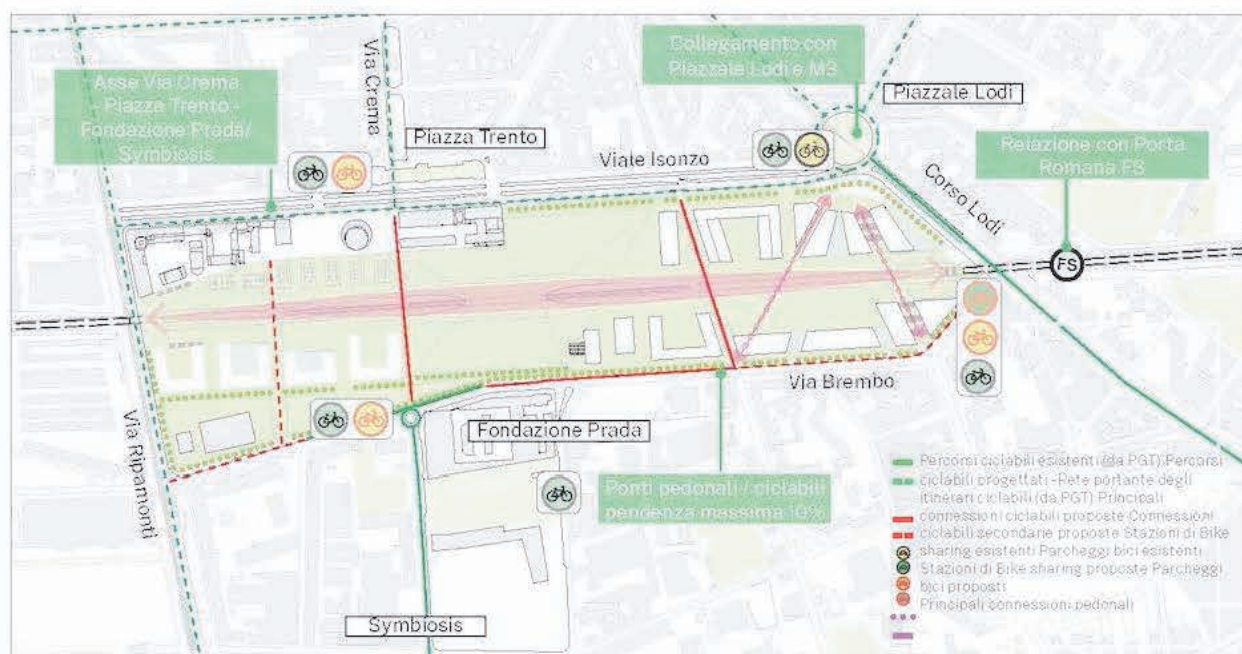 Asse Via Crema
- Piazza Trento -
Fondazione Prada/
Symbiosis
Via Crema
Collegamento con
Piazzale Lodi e M3
Piazzale Lodi
Piazza Trento
Viale Isonzo
Relazione con Porta
Romana FS
Corso Lodi
FS
Via Ripamonti
Via Brembo
Fondazione Prada
Ponti pedonali / ciclabili
pendenza massima 10%
Symbiosis
Percorsi ciclabili esistenti (da PGT) Percorsi
ciclabili progettati - Rete portante degli
itinerari ciclabili (da PGT) Principali
connessioni ciclabili proposte Connessioni
ciclabili secondarie proposte Stazioni di Bike
sharing esistenti Parcheggi bici esistenti
Stazioni di Bike sharing proposte Parcheggi
bici proposti
Principali connessioni pedonali